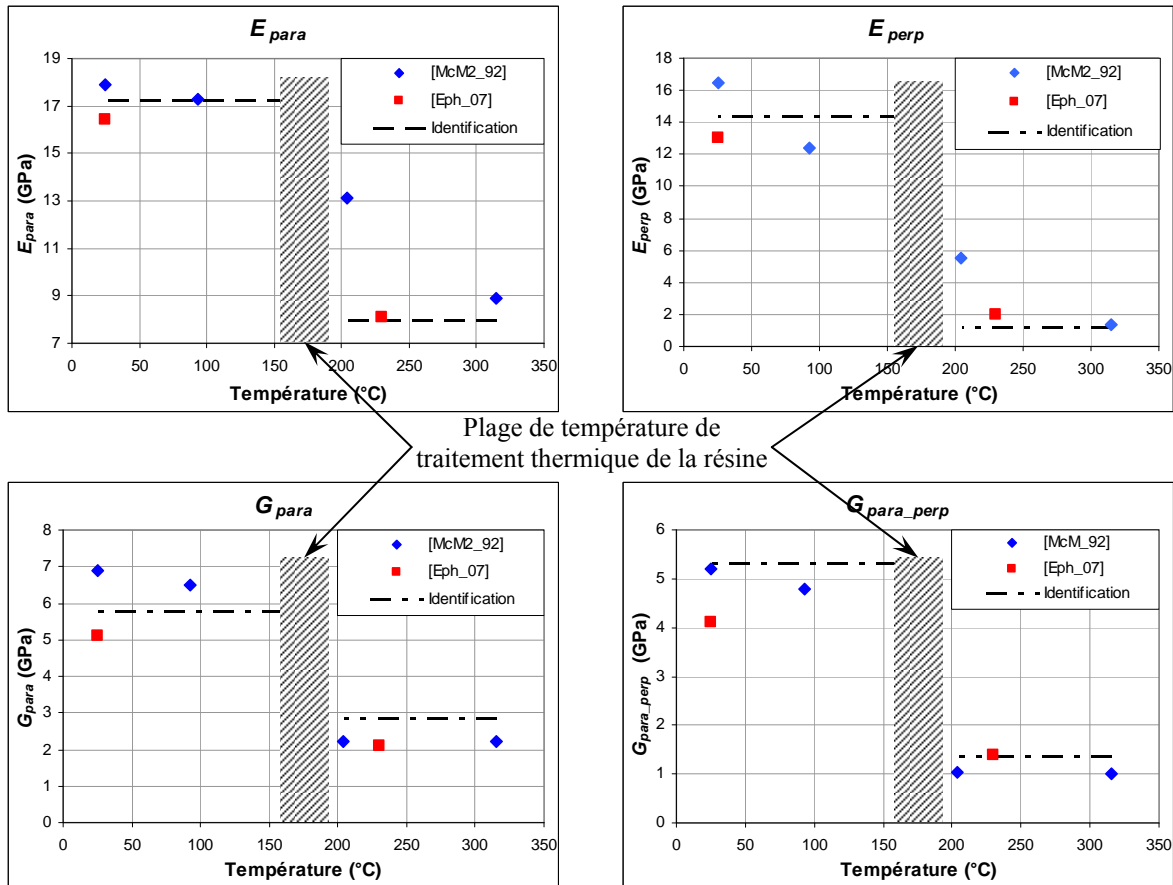 E para
19
17
15
13
11
9
7
E para (GPa)
0 50 100 150 200 250 300 350
Température (°C)
[McM2_92]
[Eph_07]
Identification
E perp
18
16
14
12
10
8
6
4
2
0
E perp (GPa)
0 50 100 150 200 250 300 350
Température (°C)
[McM2_92]
[Eph_07]
Identification
Plage de température de
traitement thermique de la résine
G para
8
7
6
5
4
3
2
1
0
G para (GPa)
0 50 100 150 200 250 300 350
Température (°C)
[McM2_92]
[Eph_07]
Identification
G para_perp
6
5
4
3
2
1
0
G para_perp (GPa)
0 50 100 150 200 250 300 350
Température (°C)
[McM_92]
[Eph_07]
Identification